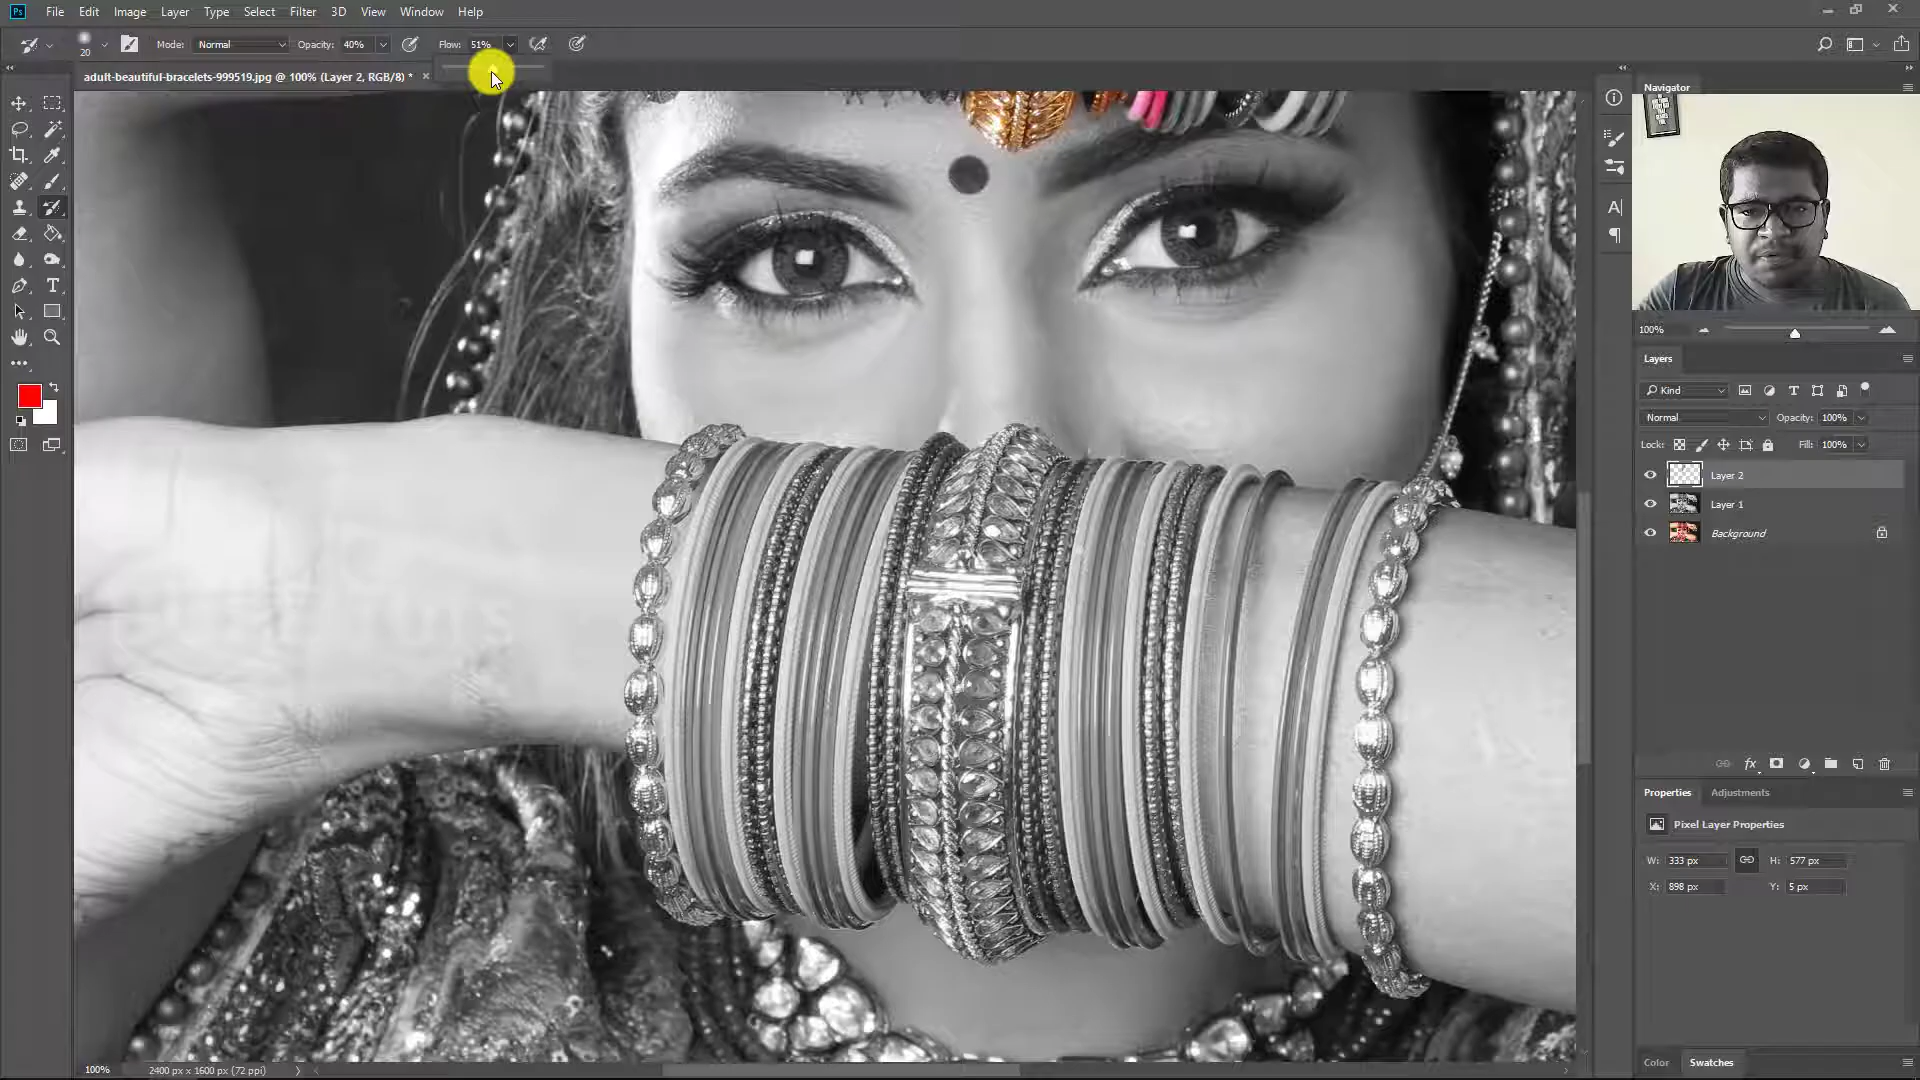 Ps File Edit Image Layer Type Select Filter 3D View Window Help
20 Mode: Normal Opacity: 40% Flow: 51%
adult-beautiful-bracelets-999519.jpg @ 100% (Layer 2, RGB/8) *
Navigator
100%
Layers
Kind
Normal Opacity: 100%
Lock: Fill: 100%
Layer 2
Layer 1
Background
fx
Properties Adjustments
Pixel Layer Properties
W: 333 px H: 577 px
X: 898 px Y: 5 px
Color Swatches
100% 2400 px x 1600 px (72 ppi)